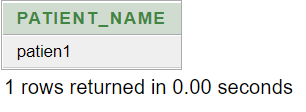 PATIENT_NAME
patien1
1 rows returned in 0.00 seconds